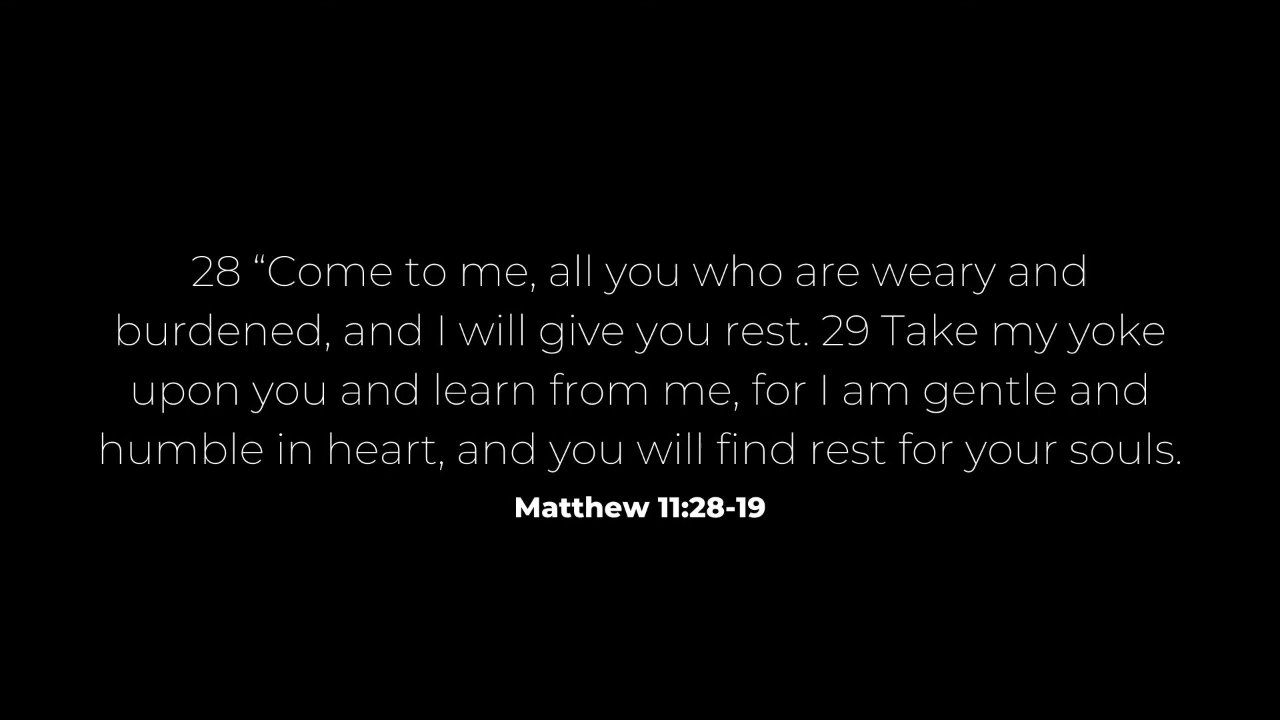 28 “Come to me, all you who are weary and
burdened, and I will give you rest. 29 Take my yoke
upon you and learn from me, for I am gentle and
humble in heart, and you will find rest for your souls.
Matthew 11:28-19